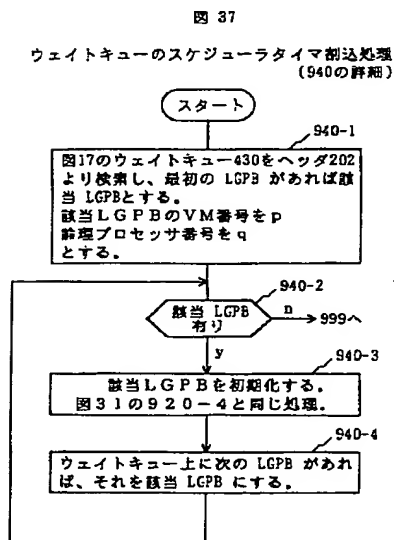 図 37
ウェイトキューのスケジューラタイマ割込処理
(940の詳細)
スタート
940-1
図17のウェイトキュー430をヘッダ202
より検索し、最初の LGPB があれば該
当 LGPBとする。
該当LGPBのVM番号をp
論理プロセッサ番号をq
とする。
940-2
該当 LGPB
有り
n
999へ
y
940-3
該当LGPBを初期化する。
図31の920-4と同じ処理。
940-4
ウェイトキュー上に次の LGPB があれ
ば、それを該当 LGPB にする。